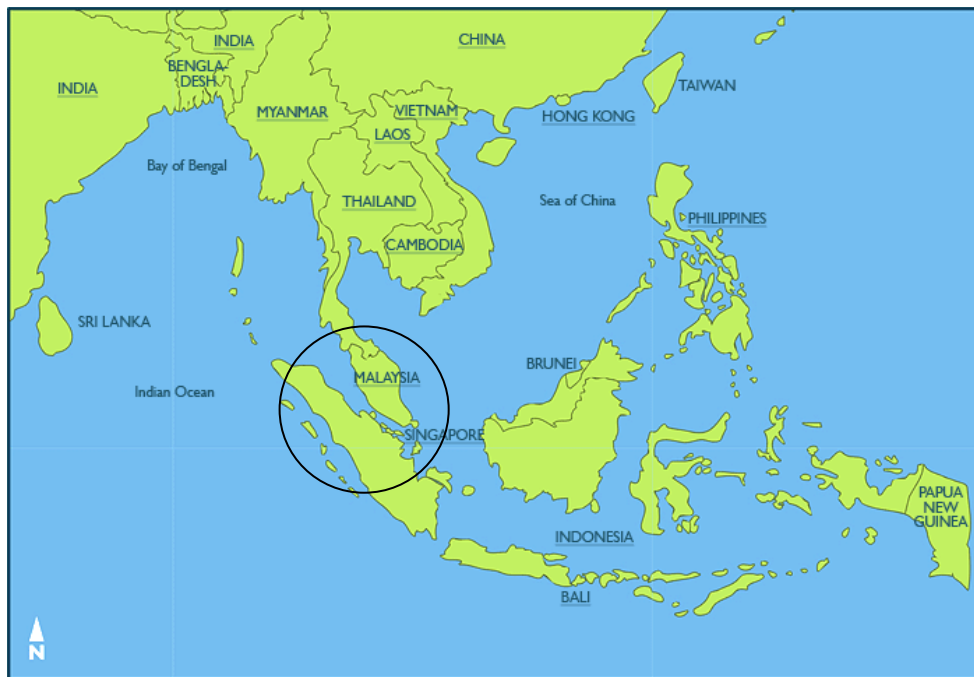 CHINA
INDIA
BENGLA-
DESH
INDIA
TAIWAN
MYANMAR
VIETNAM
HONG KONG
LAOS
Bay of Bengal
THAILAND
Sea of China
PHILIPPINES
CAMBODIA
SRI LANKA
BRUNEI
MALAYSIA
Indian Ocean
SINGAPORE
PAPUA
NEW
GUINEA
INDONESIA
BALI
N